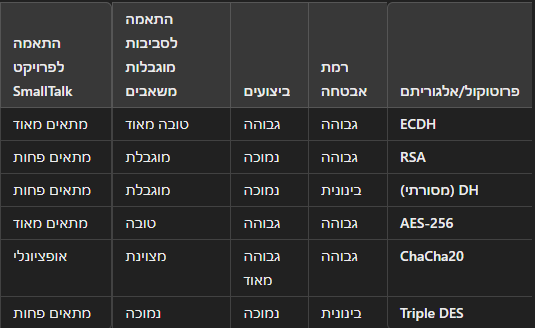 פרוטוקול/אלגוריתם
רמת
אבטחה
ביצועים
התאמה
לסביבות
מוגבלות
משאבים
התאמה
לפרויקט
SmallTalk
ECDH גבוהה גבוהה טובה מאוד מתאים מאוד
RSA גבוהה נמוכה מוגבלת מתאים פחות
DH (מסורתי) בינונית נמוכה מוגבלת מתאים פחות
AES-256 גבוהה גבוהה טובה מתאים מאוד
ChaCha20 גבוהה גבוהה מצוינת אופציונלי
מאוד
Triple DES בינונית נמוכה נמוכה מתאים פחות